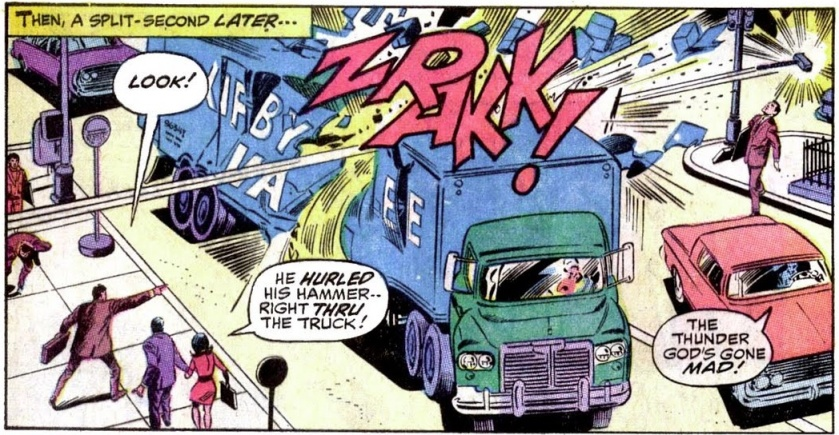 THEN, A SPLIT-SECOND LATER...
LOOK!
ZRAKK!
HE HURLED
HIS HAMMER--
RIGHT THRU
THE TRUCK!
THE
THUNDER
GOD'S GONE
MAD!